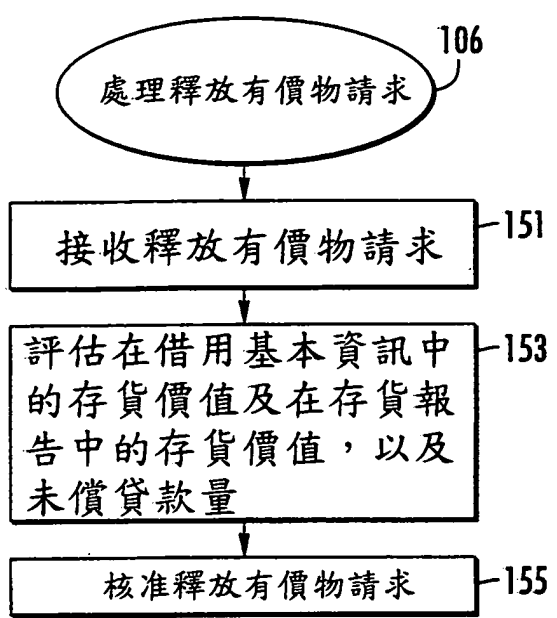 106
處理釋放有價物請求
151
接收釋放有價物請求
153
評估在借用基本資訊中
的存貨價值及在存貨報
告中的存貨價值，以及
未償貸款量
155
核准釋放有價物請求